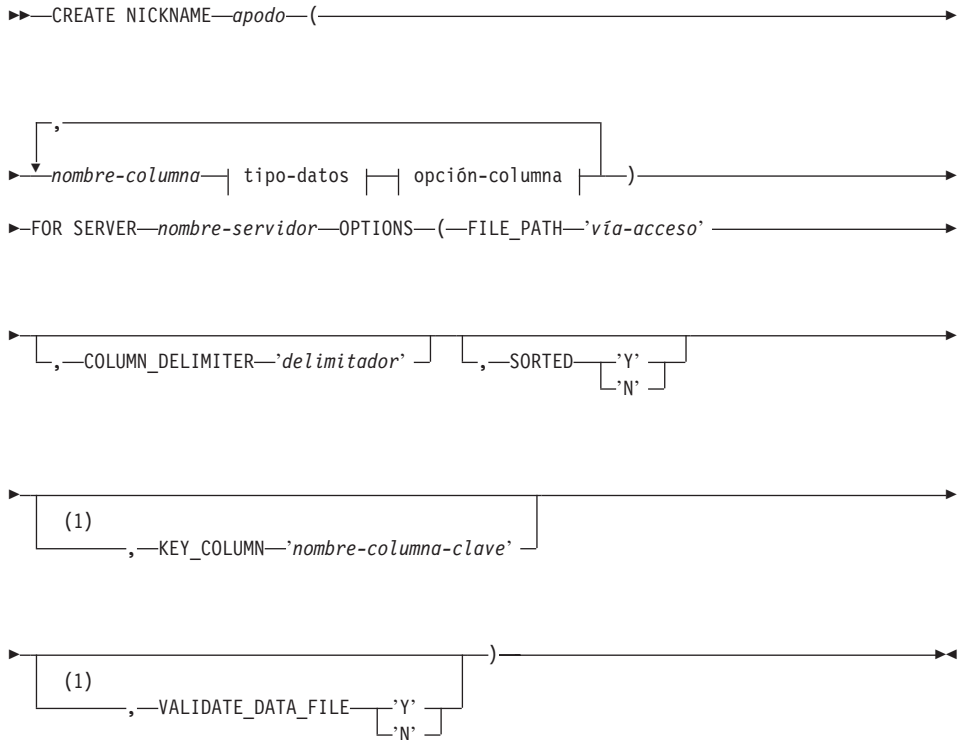 CREATE NICKNAME apodo (
,
nombre-columna tipo-datos opción-columna )
FOR SERVER nombre-servidor OPTIONS ( FILE_PATH ’vía-acceso’
, COLUMN_DELIMITER ’delimitador’ , SORTED ’Y’
’N’
(1)
, KEY_COLUMN ’nombre-columna-clave’
)
(1)
, VALIDATE_DATA_FILE ’Y’
’N’